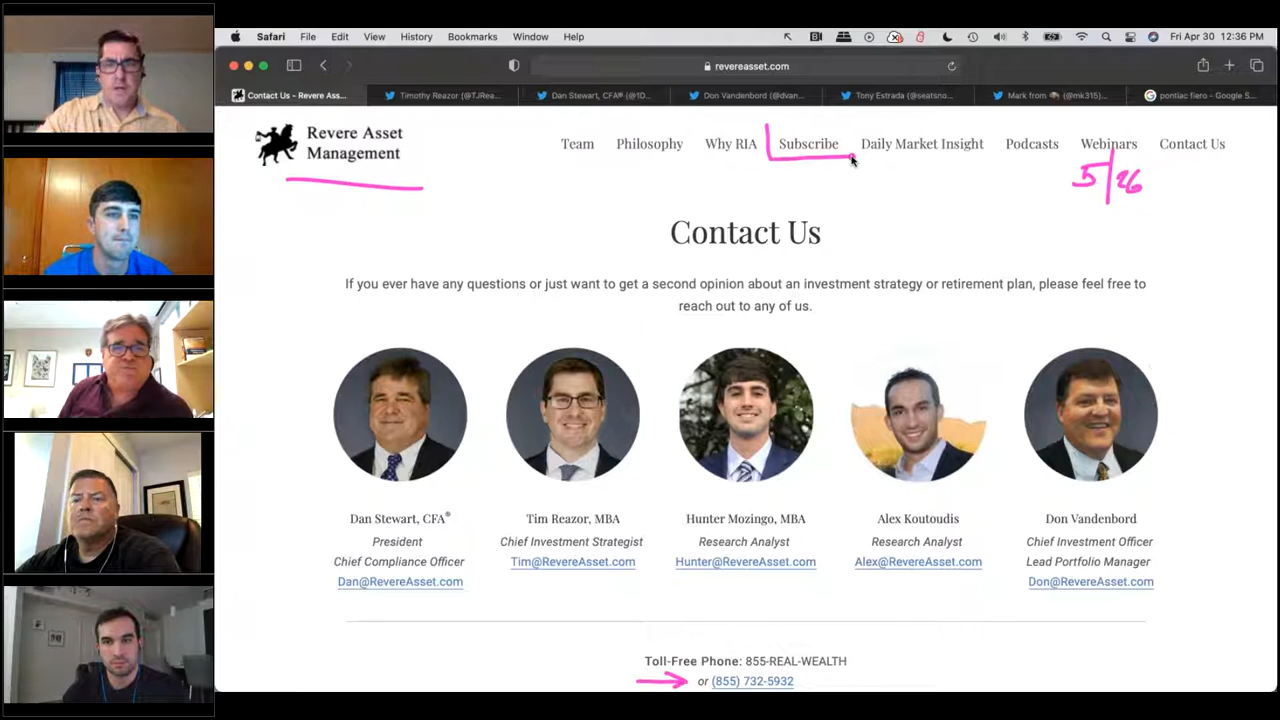 Safari File Edit View History Bookmarks Window Help Fri Apr 30 12:36 PM
revereasset.com
Contact Us - Revere Ass... Timothy Reazor (@TJRea... Dan Stewart, CFA® (@1D... Don Vandenbord (@dvan... Tony Estrada (@seatsno... Mark from (@mk315)... pontiac fiero - Google S...
Revere Asset
Management
Team Philosophy Why RIA Subscribe Daily Market Insight Podcasts Webinars Contact Us
5/26
Contact Us
If you ever have any questions or just want to get a second opinion about an investment strategy or retirement plan, please feel free to
reach out to any of us.
Dan Stewart, CFA® Tim Reazor, MBA Hunter Mozingo, MBA Alex Koutoudis Don Vandenbord
President Chief Investment Strategist Research Analyst Research Analyst Chief Investment Officer
Chief Compliance Officer Tim@RevereAsset.com Hunter@RevereAsset.com Alex@RevereAsset.com Lead Portfolio Manager
Dan@RevereAsset.com Don@RevereAsset.com
Toll-Free Phone: 855-REAL-WEALTH
or (855) 732-5932